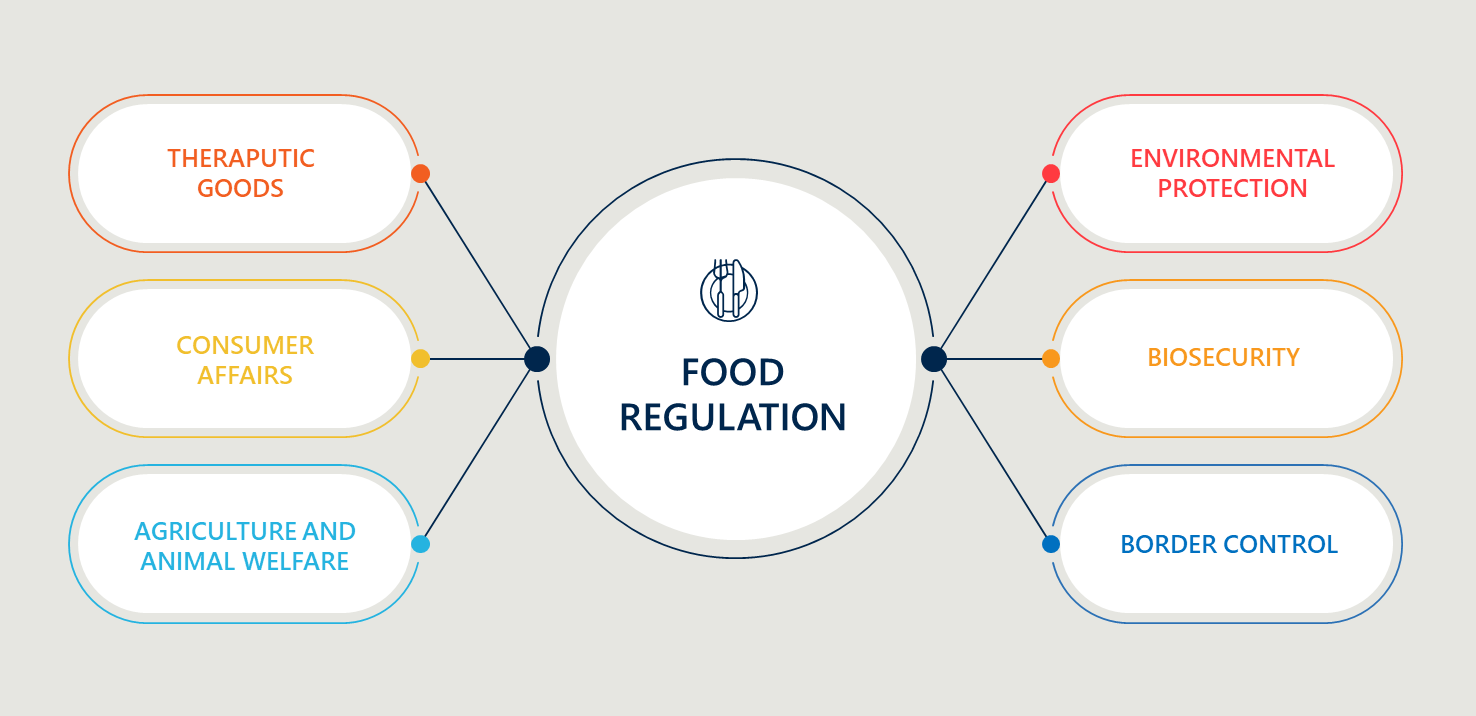 THERAPUTIC
GOODS
CONSUMER
AFFAIRS
AGRICULTURE AND
ANIMAL WELFARE
FOOD
REGULATION
ENVIRONMENTAL
PROTECTION
BIOSECURITY
BORDER CONTROL